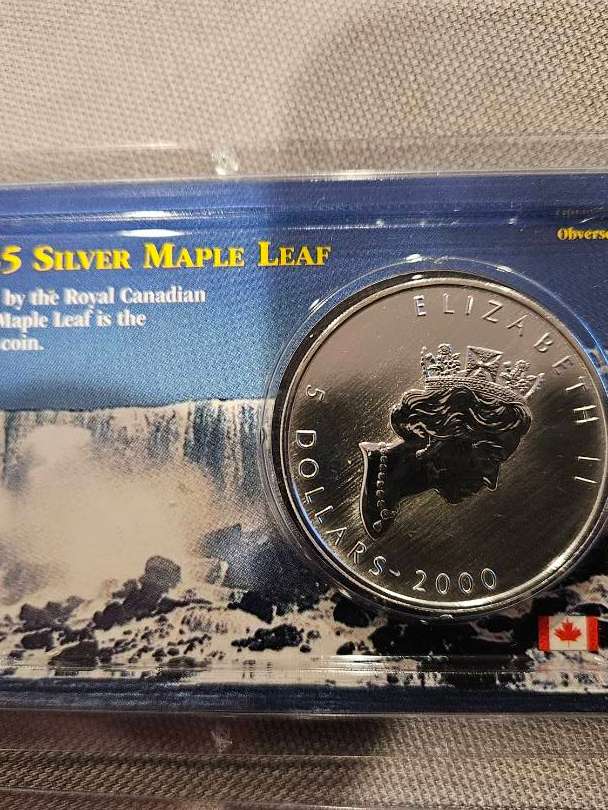 5 SILVER MAPLE LEAF
by the Royal Canadian
Maple Leaf is the
coin.
Obverse
ELIZABETH II
5 DOLLARS 2000